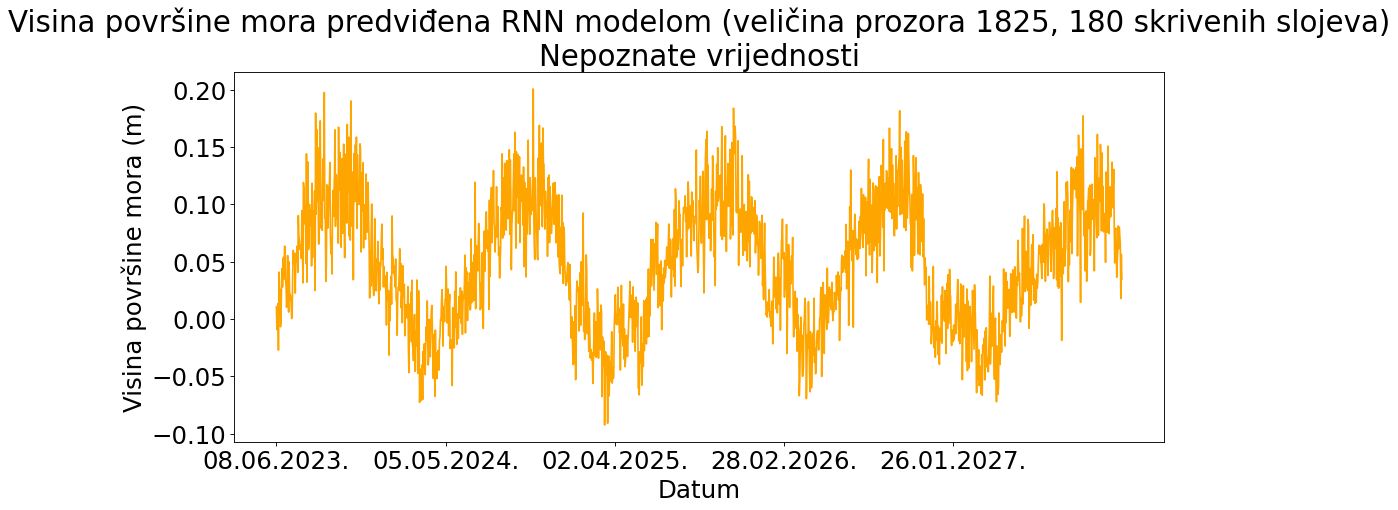 Visina površine mora predviđena RNN modelom (veličina prozora 1825, 180 skrivenih slojeva)
Nepoznate vrijednosti
Visina površine mora (m)
0.20
0.15
0.10
0.05
0.00
−0.05
−0.10
08.06.2023. 05.05.2024. 02.04.2025. 28.02.2026. 26.01.2027.
Datum